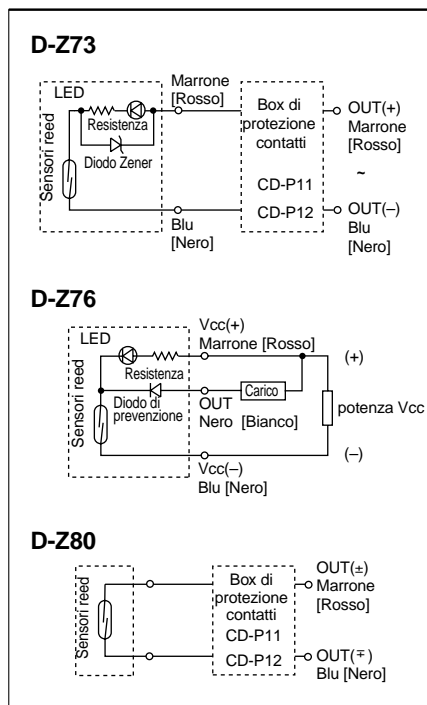 D-Z73
LED
Marrone
[Rosso]
Resistenza
Diodo Zener
Sensori reed
Blu
[Nero]
Box di
protezione
contatti
CD-P11
CD-P12
OUT(+)
Marrone
[Rosso]
~
OUT(–)
Blu
[Nero]
D-Z76
LED
Vcc(+)
Marrone [Rosso]
Resistenza
Diodo di
prevenzione
Sensori reed
OUT
Nero [Bianco]
Carico
(+)
potenza Vcc
(–)
Vcc(–)
Blu [Nero]
D-Z80
Sensori reed
Box di
protezione
contatti
CD-P11
CD-P12
OUT(±)
Marrone
[Rosso]
OUT(∓)
Blu [Nero]